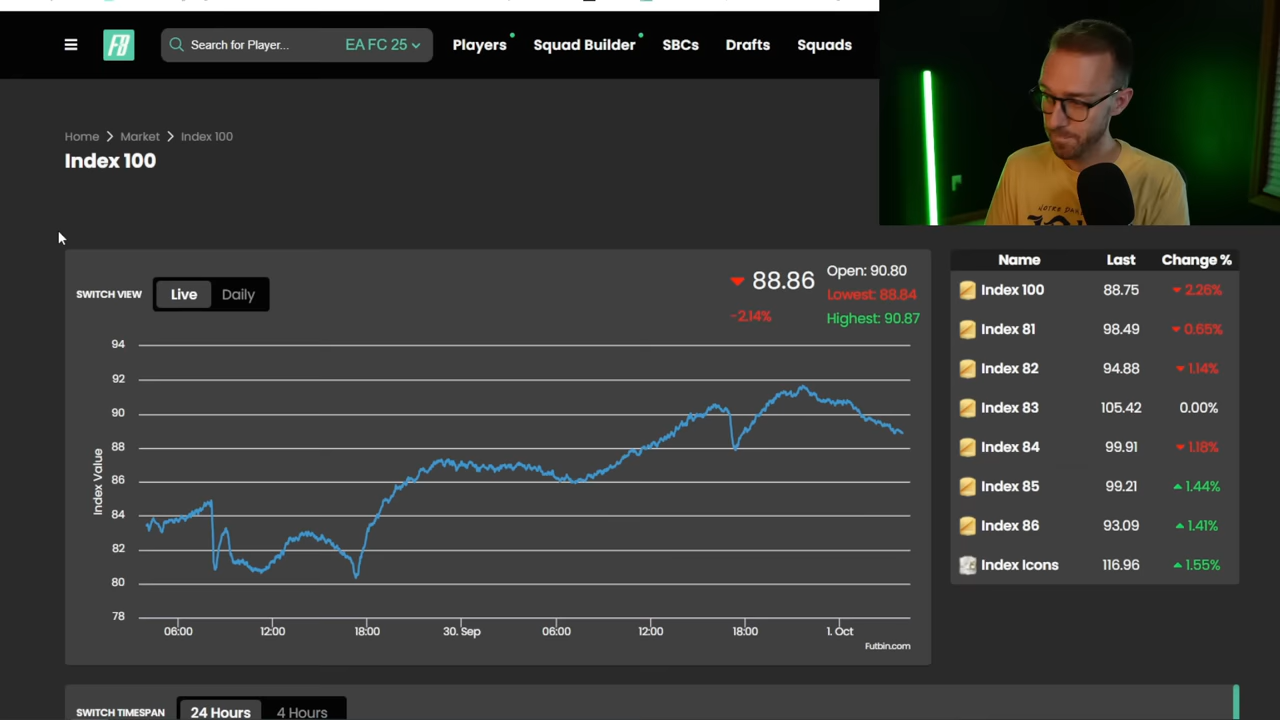 FB
Search for Player...
EA FC 25
Players
Squad Builder
SBCs
Drafts
Squads
Home
Market
Index 100
Index 100
SWITCH VIEW
Live
Daily
88.86
-2.14%
Open: 90.80
Lowest: 88.84
Highest: 90.87
94
92
90
88
86
84
82
80
78
Index Value
06:00
12:00
18:00
30. Sep
06:00
12:00
18:00
1. Oct
Futbin.com
Name Last Change %
Index 100 88.75 2.26%
Index 81 98.49 0.65%
Index 82 94.88 1.14%
Index 83 105.42 0.00%
Index 84 99.91 1.18%
Index 85 99.21 1.44%
Index 86 93.09 1.41%
Index Icons 116.96 1.55%
SWITCH TIMESPAN
24 Hours
4 Hours